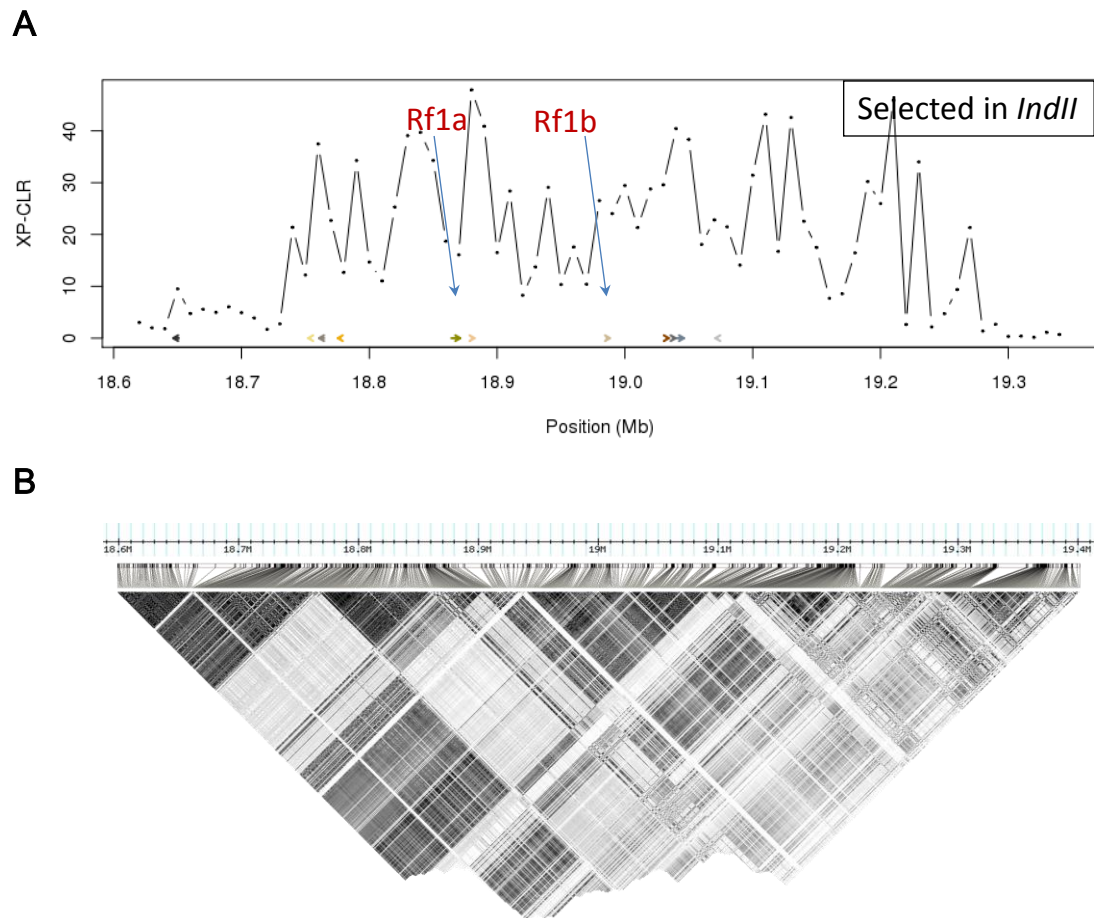 A
Selected in IndII
Rf1a
Rf1b
XP-CLR
0 10 20 30 40
18.6 18.7 18.8 18.9 19.0 19.1 19.2 19.3
Position (Mb)
B
18.6M 18.7M 18.8M 18.9M 19M 19.1M 19.2M 19.3M 19.4M